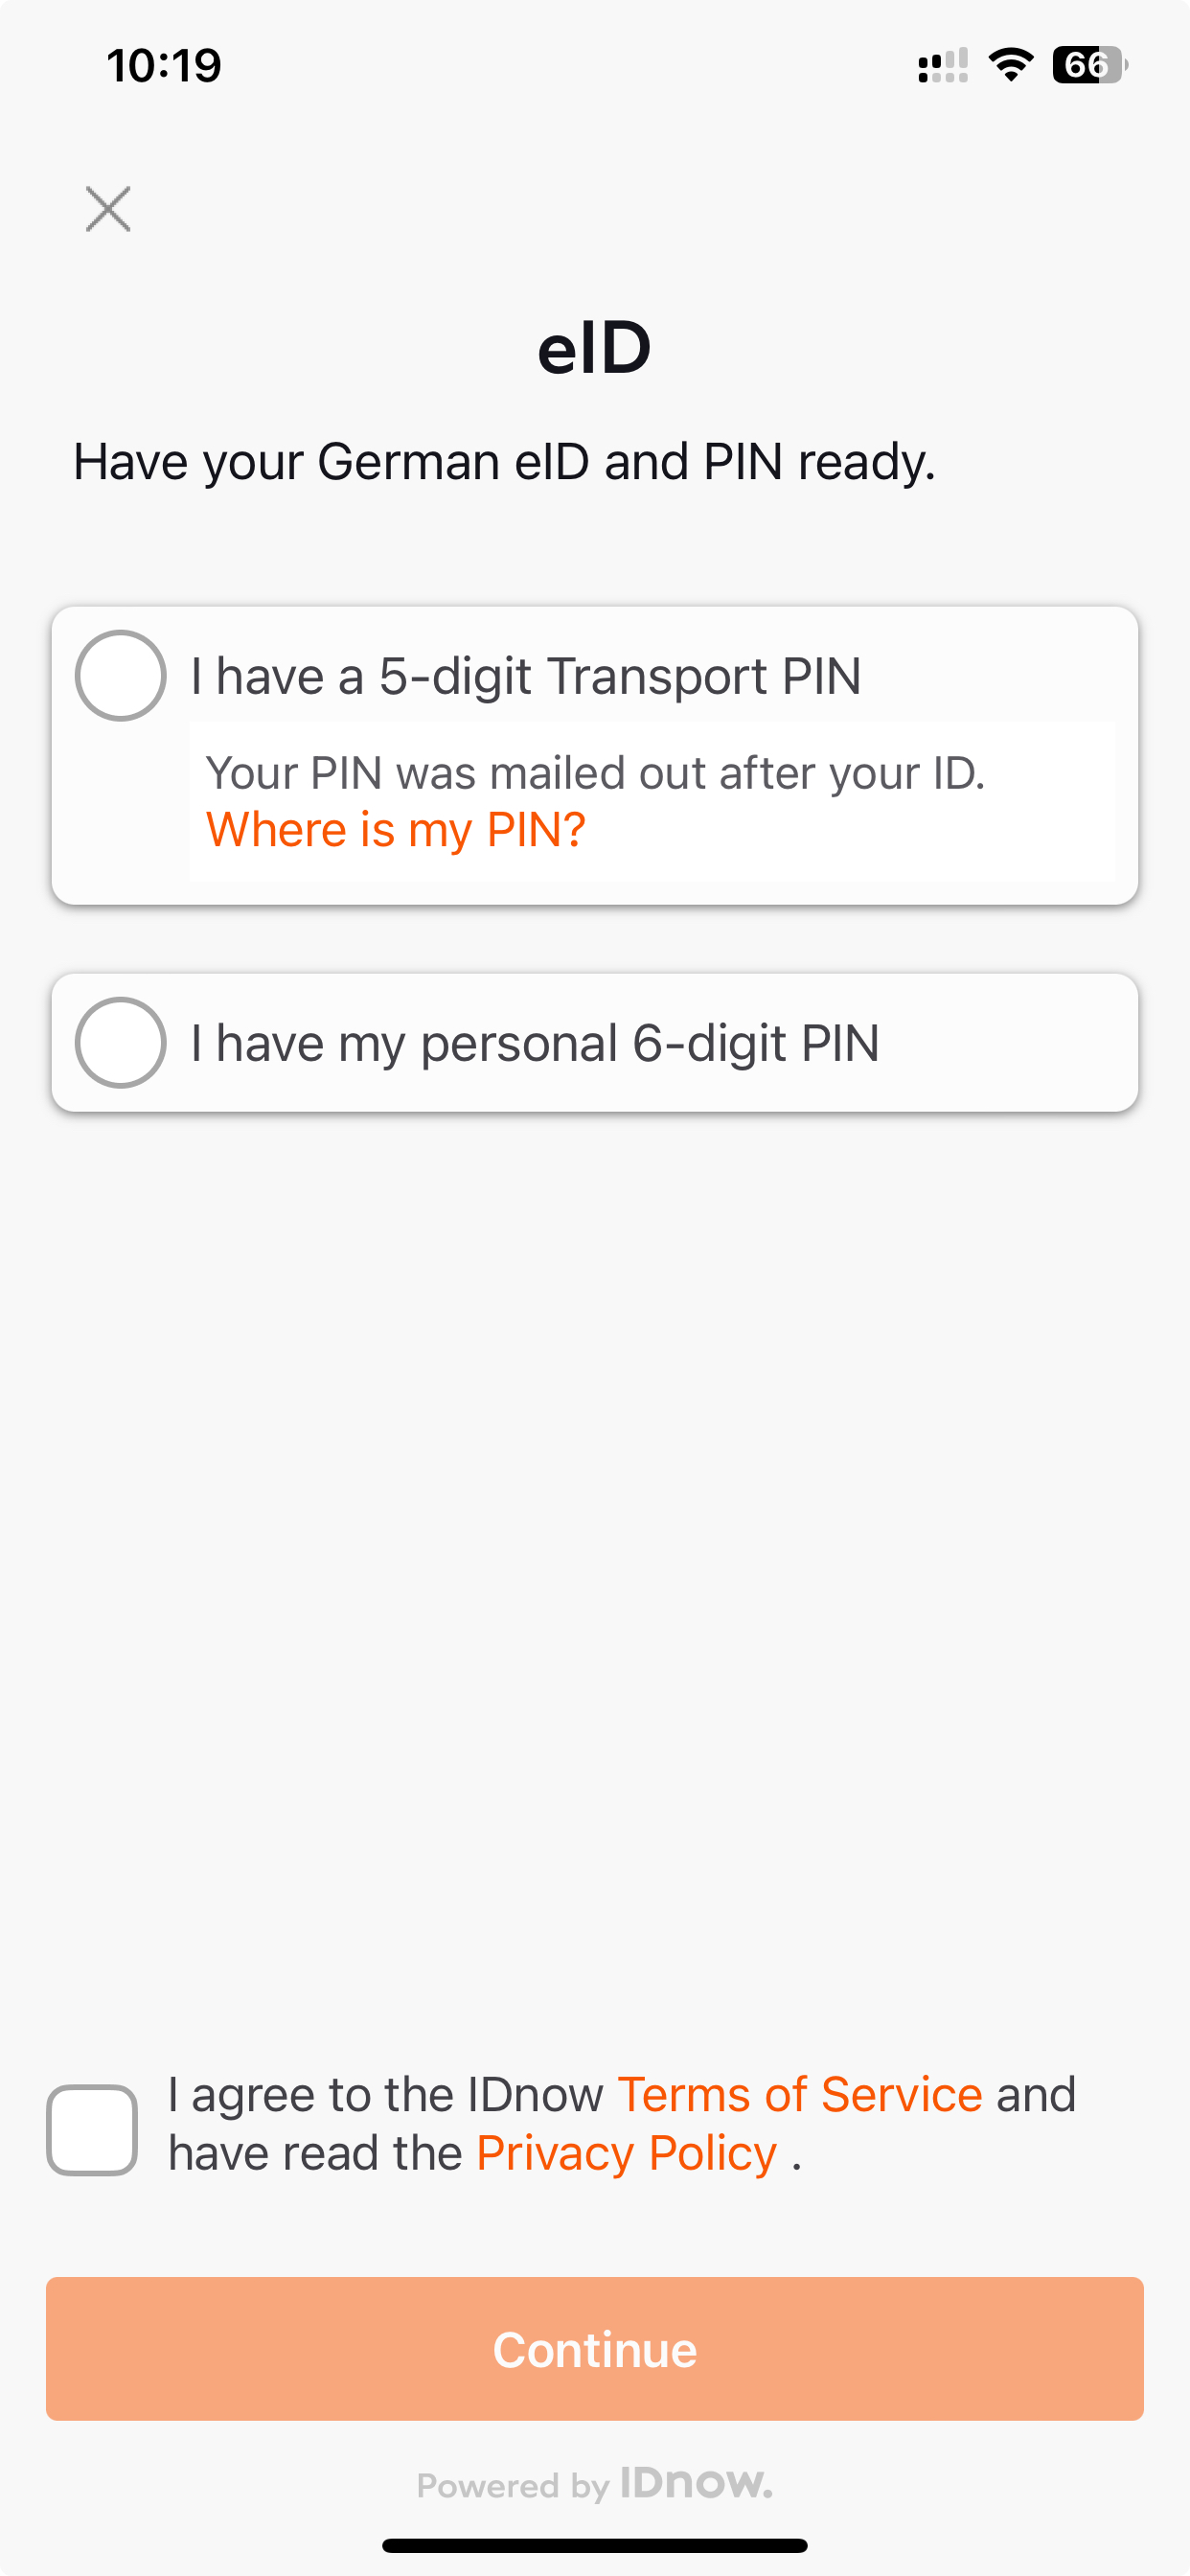 10:19
66
eID
Have your German eID and PIN ready.
I have a 5-digit Transport PIN
Your PIN was mailed out after your ID.
Where is my PIN?
I have my personal 6-digit PIN
I agree to the IDnow Terms of Service and
have read the Privacy Policy .
Continue
Powered by IDnow.